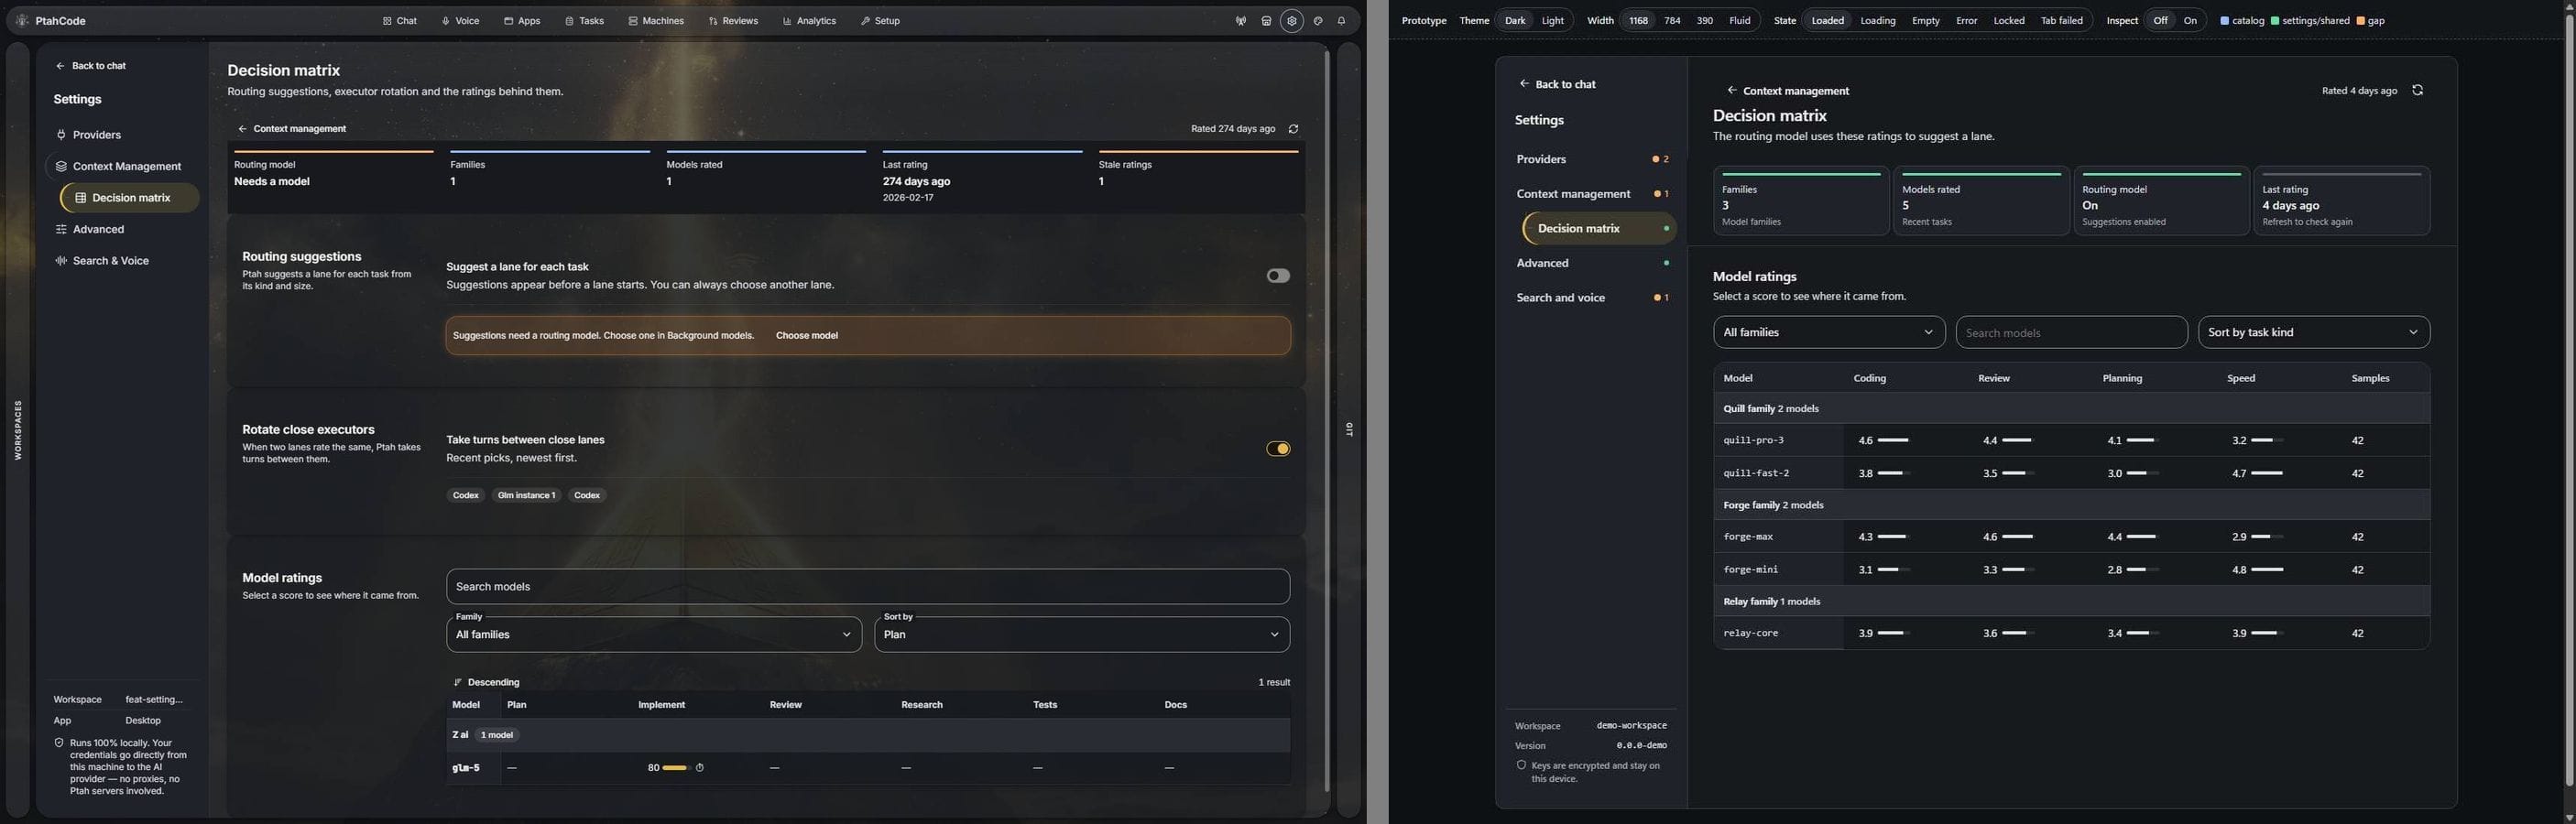 PtahCode
Chat
Voice
Apps
Tasks
Machines
Reviews
Analytics
Setup
WORKSPACES
Back to chat
Settings
Providers
Context Management
Decision matrix
Advanced
Search & Voice
Workspace feat-setting...
App Desktop
Runs 100% locally. Your
credentials go directly from
this machine to the AI
provider — no proxies, no
Ptah servers involved.
Decision matrix
Routing suggestions, executor rotation and the ratings behind them.
Context management
Rated 274 days ago
Routing model
Needs a model
Families
1
Models rated
1
Last rating
274 days ago
2026-02-17
Stale ratings
1
Routing suggestions
Ptah suggests a lane for each task from
its kind and size.
Suggest a lane for each task
Suggestions appear before a lane starts. You can always choose another lane.
Suggestions need a routing model. Choose one in Background models. Choose model
Rotate close executors
When two lanes rate the same, Ptah takes
turns between them.
Take turns between close lanes
Recent picks, newest first.
Codex Glm instance 1 Codex
Model ratings
Select a score to see where it came from.
Search models
Family
All families
Sort by
Plan
Descending
1 result
Model Plan Implement Review Research Tests Docs
Z ai 1 model
glm-5 — 80 — — — —
GIT
Prototype Theme Dark Light Width 1168 784 390 Fluid State Loaded Loading Empty Error Locked Tab failed Inspect Off On catalog settings/shared gap
Back to chat
Settings
Providers 2
Context management 1
Decision matrix
Advanced
Search and voice 1
Workspace demo-workspace
Version 0.0.0-demo
Keys are encrypted and stay on
this device.
Context management
Rated 4 days ago
Decision matrix
The routing model uses these ratings to suggest a lane.
Families
3
Model families
Models rated
5
Recent tasks
Routing model
On
Suggestions enabled
Last rating
4 days ago
Refresh to check again
Model ratings
Select a score to see where it came from.
All families
Search models
Sort by task kind
Model Coding Review Planning Speed Samples
Quill family 2 models
quill-pro-3 4.6 4.4 4.1 3.2 42
quill-fast-2 3.8 3.5 3.0 4.7 42
Forge family 2 models
forge-max 4.3 4.6 4.4 2.9 42
forge-mini 3.1 3.3 2.8 4.8 42
Relay family 1 models
relay-core 3.9 3.6 3.4 3.9 42